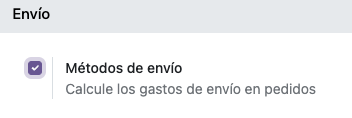 Envío
Métodos de envío
Calcule los gastos de envío en pedidos